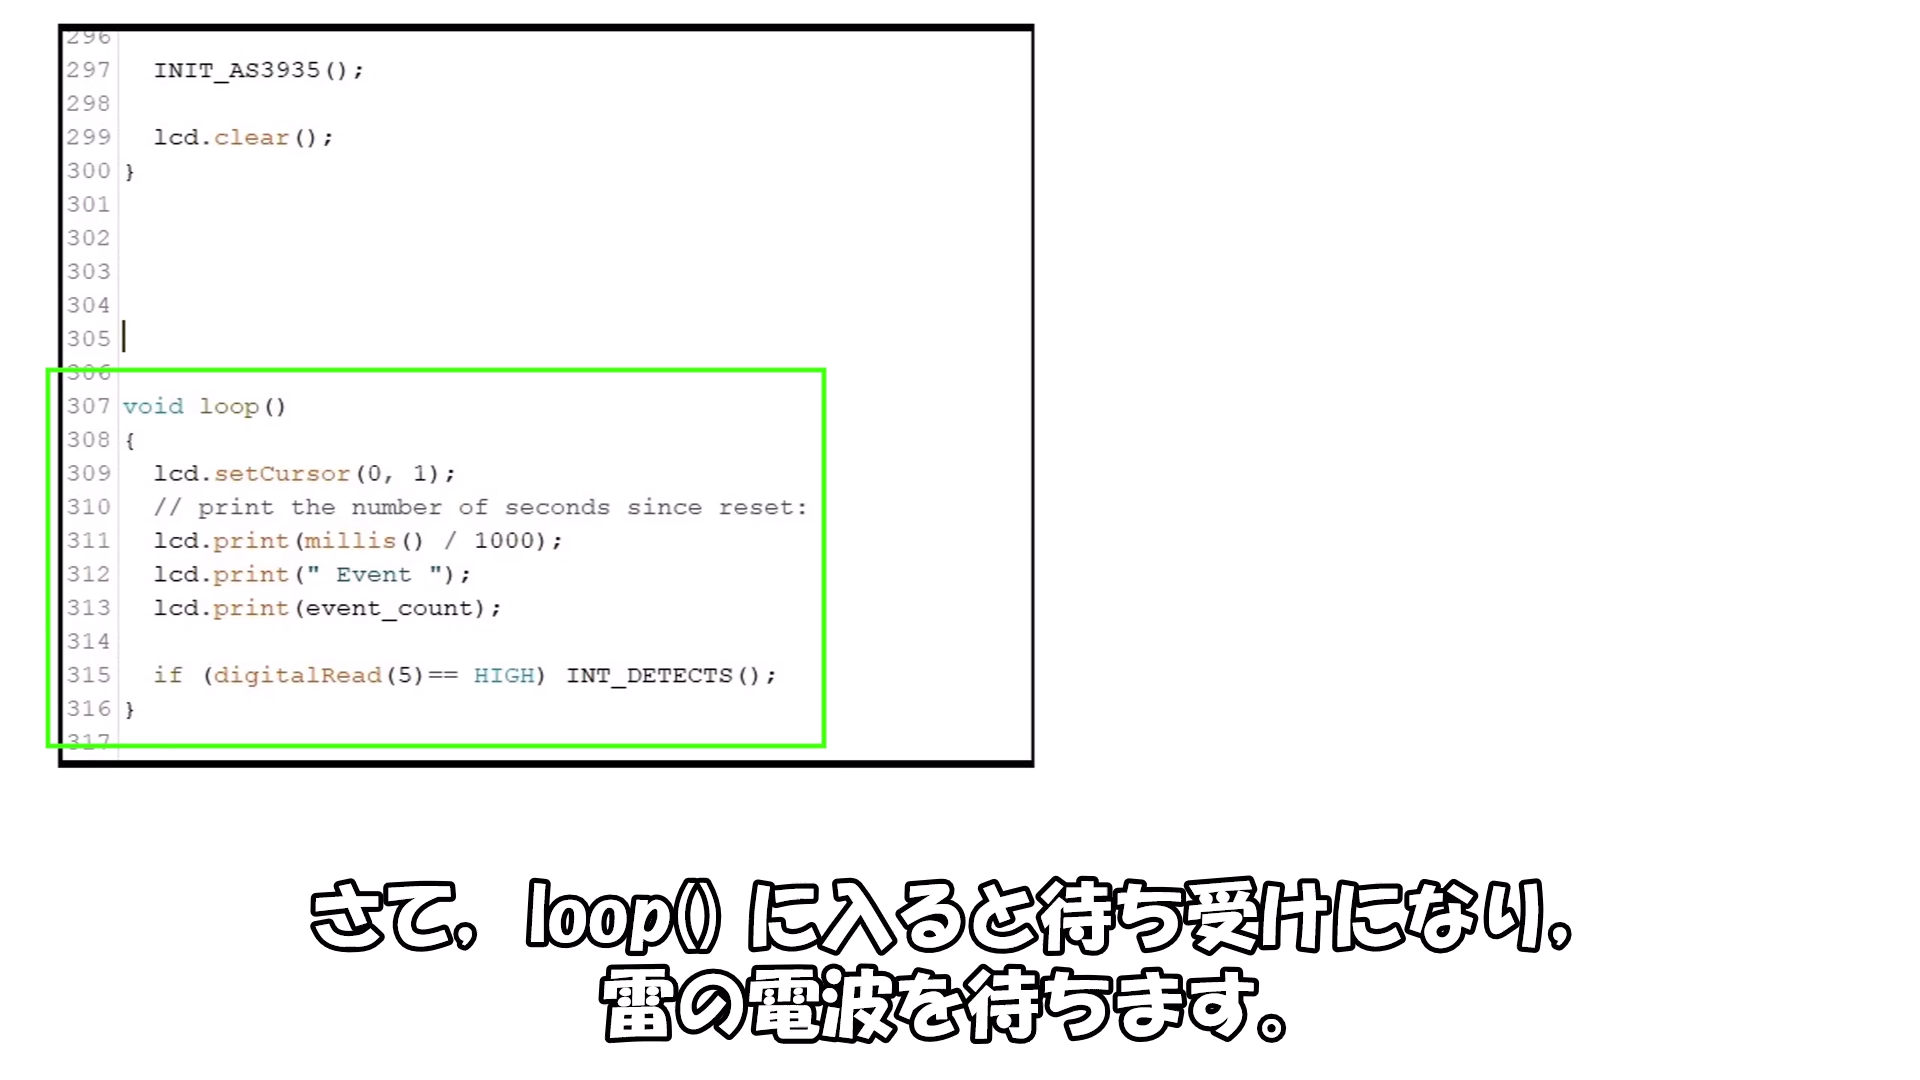 296
297 INIT_AS3935();
298
299 lcd.clear();
300 }
301
302
303
304
305
306
307 void loop()
308 {
309 lcd.setCursor(0, 1);
310 // print the number of seconds since reset:
311 lcd.print(millis() / 1000);
312 lcd.print(" Event ");
313 lcd.print(event_count);
314
315 if (digitalRead(5)== HIGH) INT_DETECTS();
316 }
317
さて, loop() に入ると待ち受けになり,
雷の電波を待ちます。